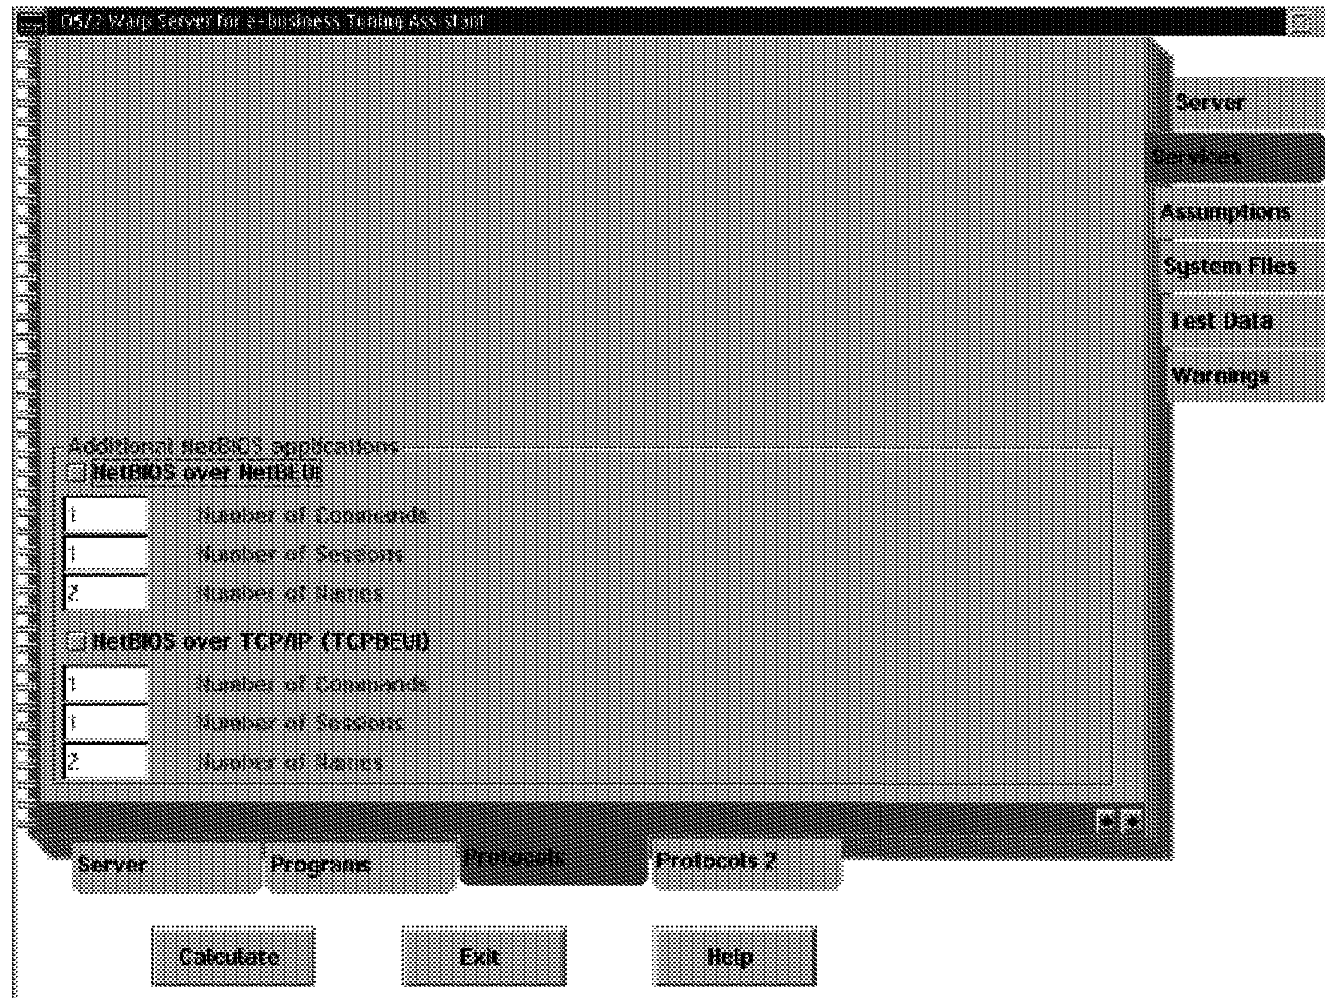 OS/2 Warp Server for e-business Tuning Assistant
Server
Services
Assumptions
System Files
Test Data
Warnings
Additional NetBIOS applications
NetBIOS over NetBEUI
1 Number of Commands
1 Number of Sessions
2 Number of Names
NetBIOS over TCP/IP (TCPBEUI)
1 Number of Commands
1 Number of Sessions
2 Number of Names
Server Programs Protocols Protocols 2
Calculate Exit Help